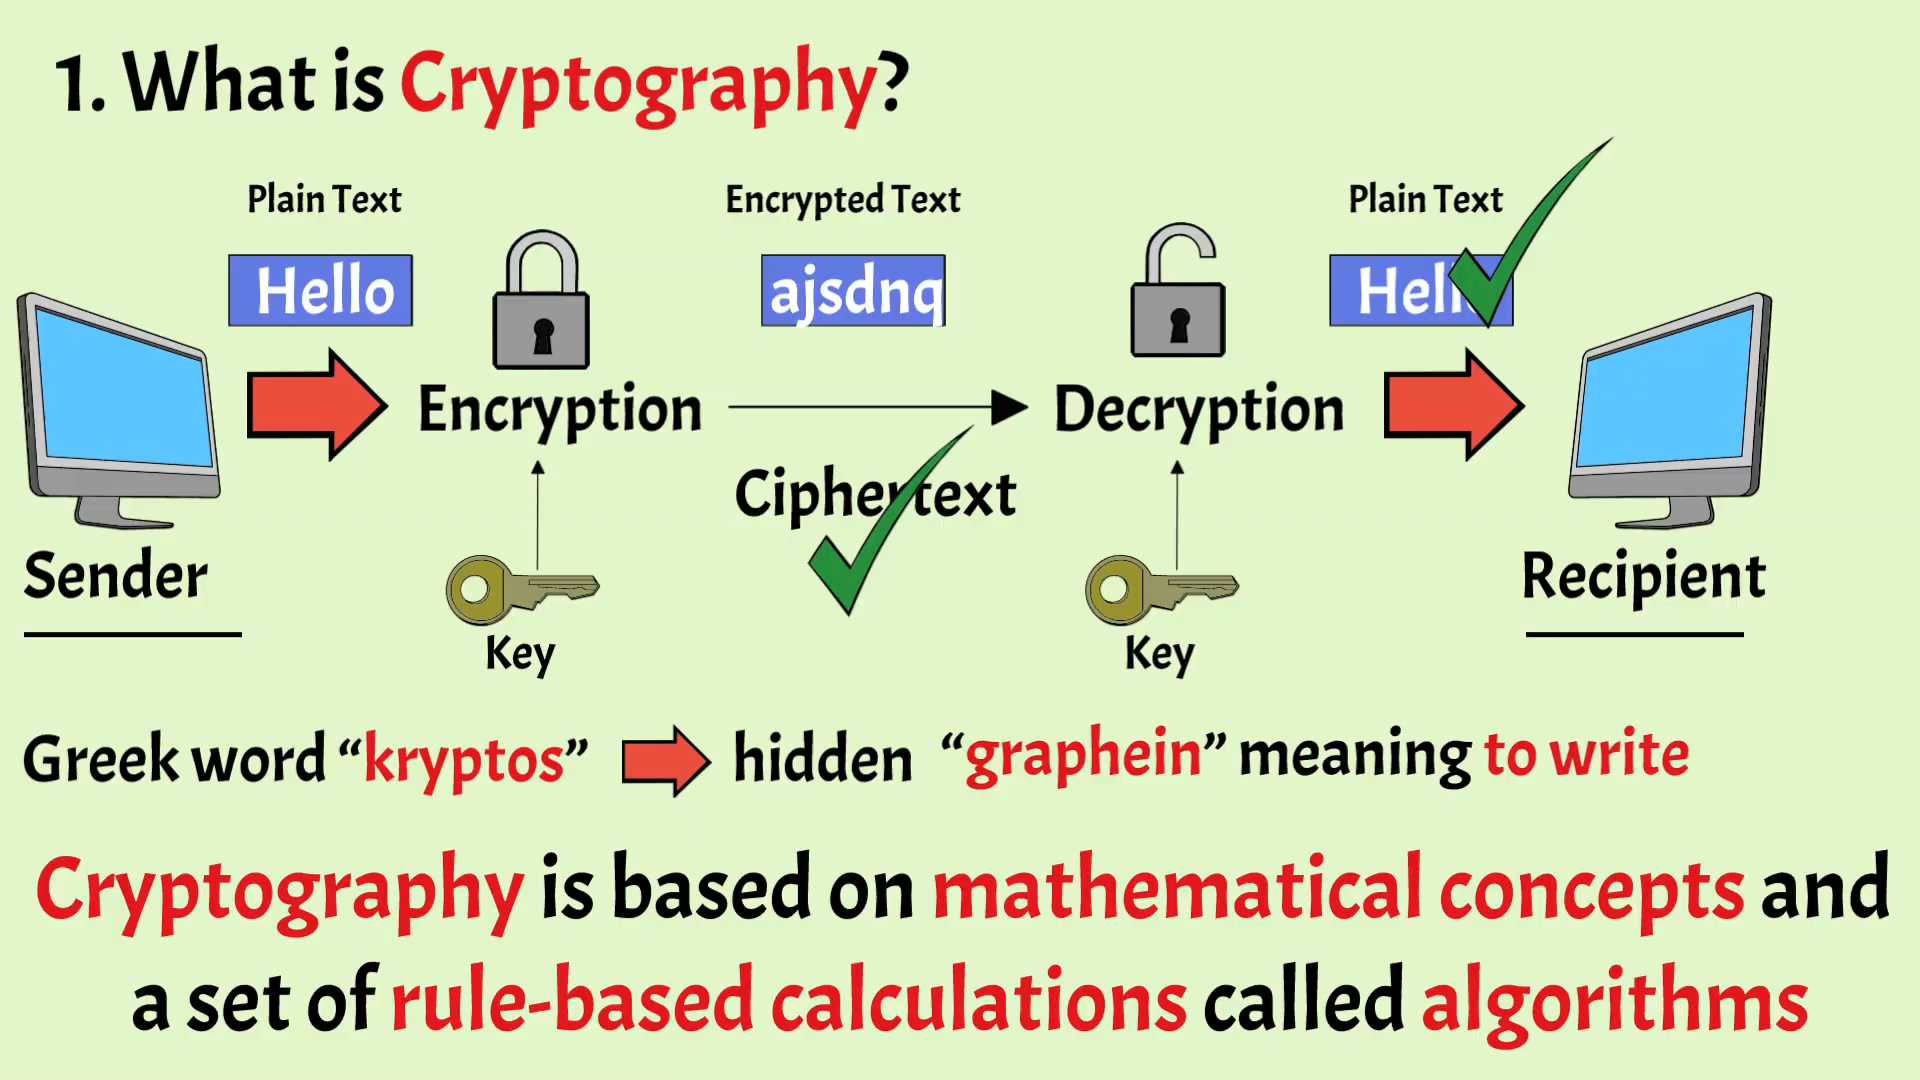 1. What is Cryptography?
Plain Text
Encrypted Text
Plain Text
Hello
ajsdnq
Hello
Encryption
Decryption
Ciphertext
Sender
Recipient
Key
Key
Greek word “kryptos” hidden “graphein” meaning to write
Cryptography is based on mathematical concepts and
a set of rule-based calculations called algorithms